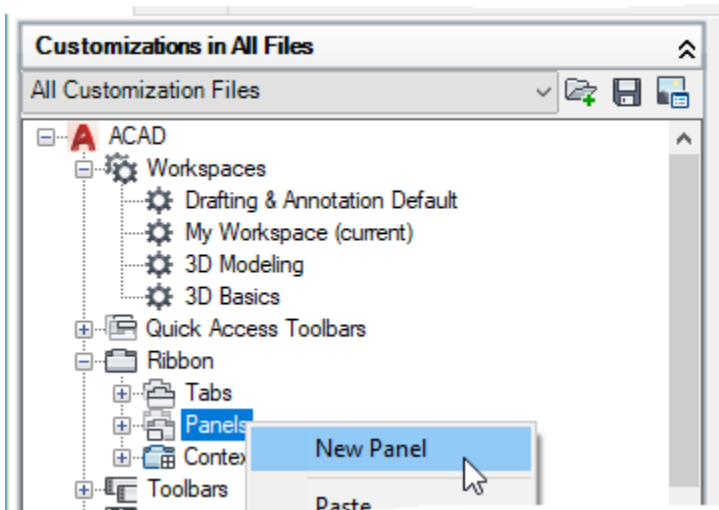 Customizations in All Files
All Customization Files
ACAD
Workspaces
Drafting & Annotation Default
My Workspace (current)
3D Modeling
3D Basics
Quick Access Toolbars
Ribbon
Tabs
Panels
New Panel
Contex
Toolbars
Paste